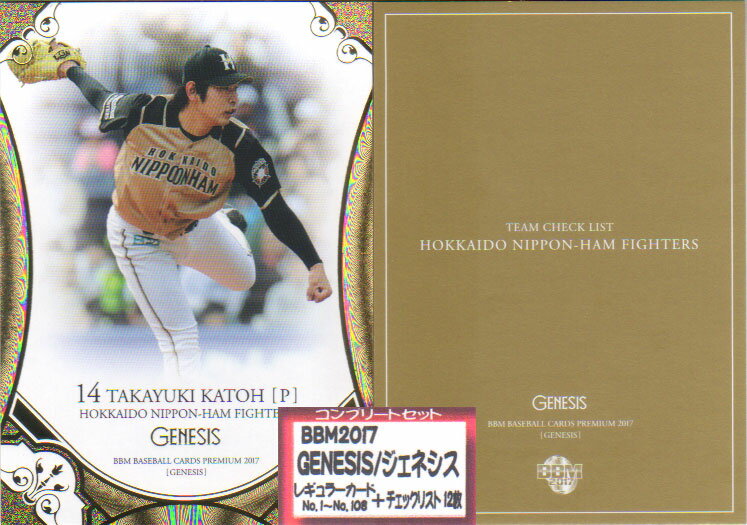 HOKKAIDO
NIPPONHAM
14 TAKAYUKI KATOH [P]
HOKKAIDO NIPPON-HAM FIGHTE
GENESIS
BBM BASEBALL CARDS PREMIUM 2017
[GENESIS]
TEAM CHECK LIST
HOKKAIDO NIPPON-HAM FIGHTERS
GENESIS
BBM BASEBALL CARDS PREMIUM 2017
[GENESIS]
BBM
2017
コンプリートセット
BBM2017
GENESIS/ジェネシス
レギュラーカード
No.1～No.108 +チェックリスト12枚